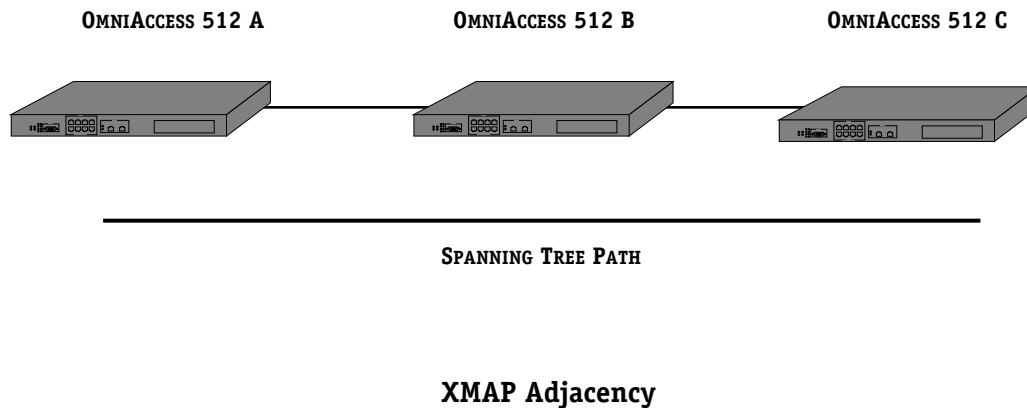 OMNIACCESS 512 A
OMNIACCESS 512 B
OMNIACCESS 512 C
SPANNING TREE PATH
XMAP Adjacency